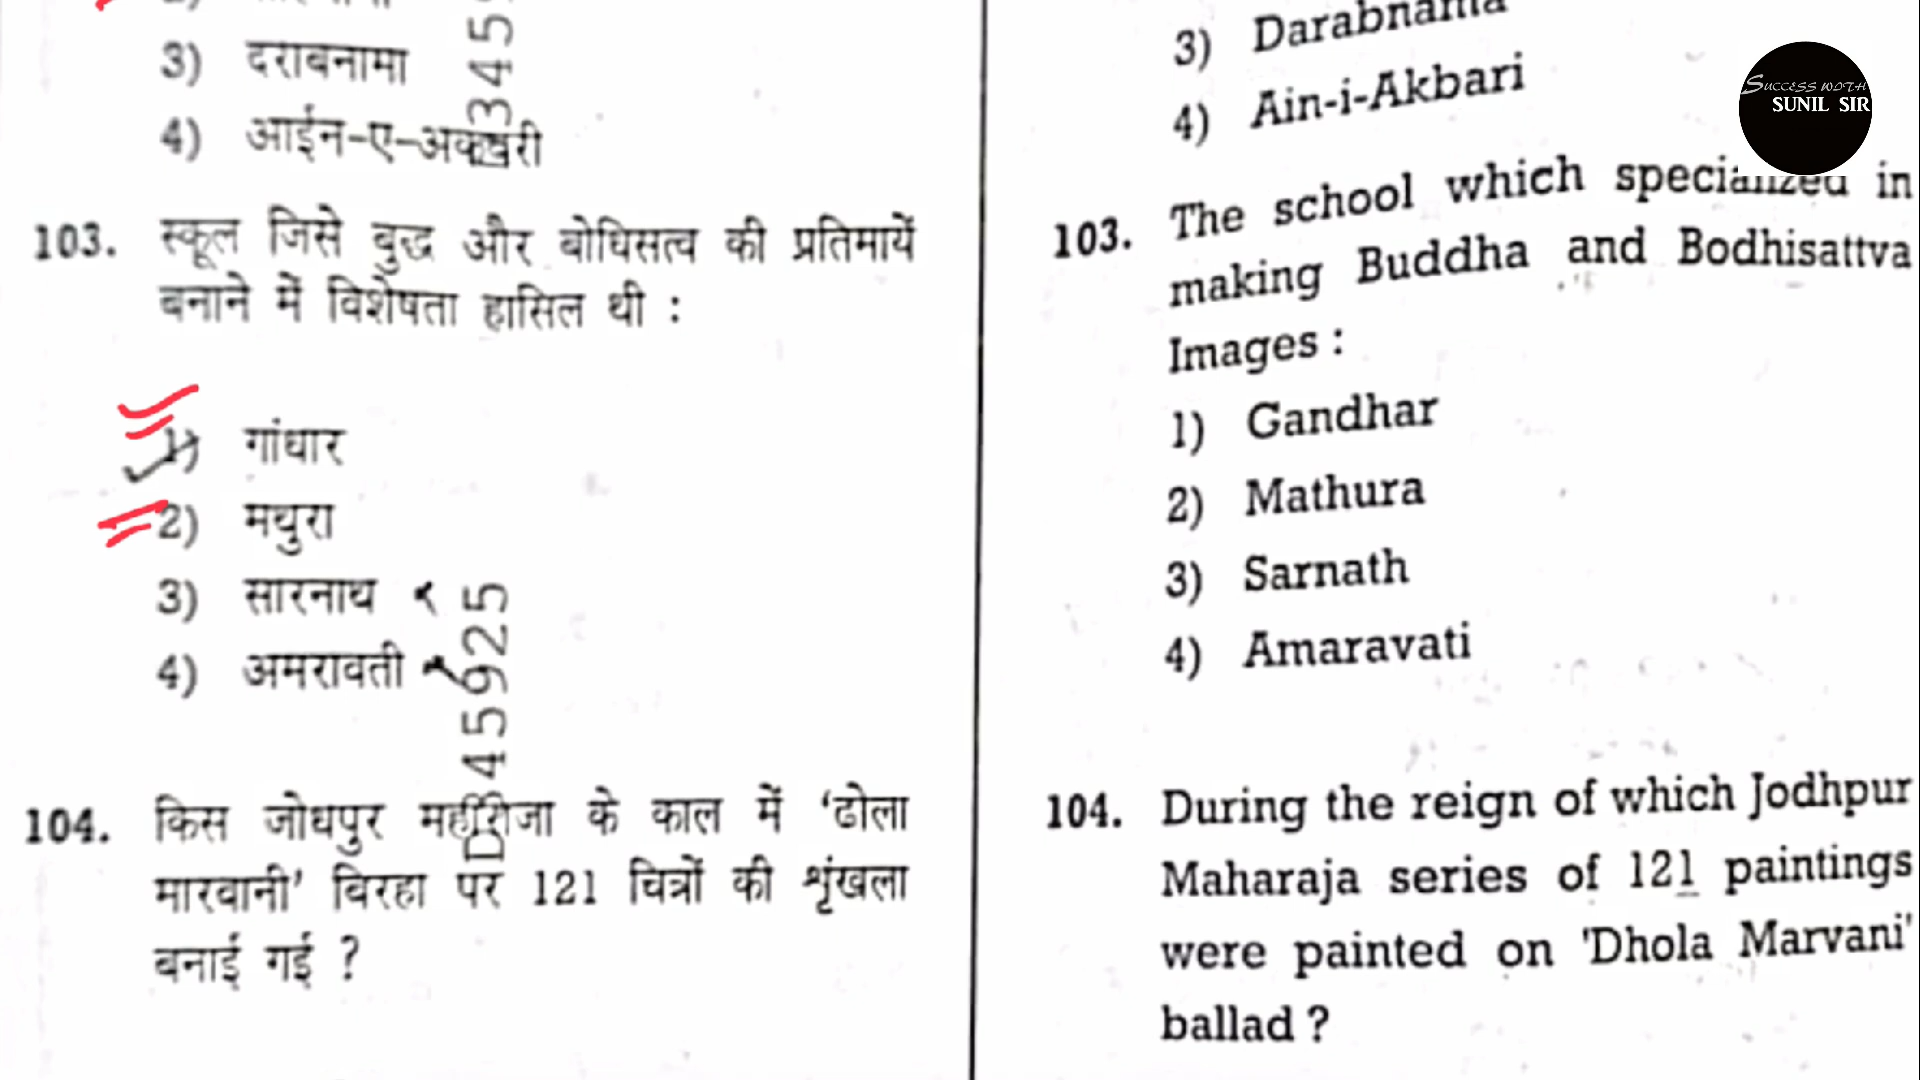 3) दराबनामा
4) आईन-ए-अकबरी
103. स्कूल जिसे बुद्ध और बोधिसत्व की प्रतिमायें
बनाने में विशेषता हासिल थी :
1) गांधार
2) मथुरा
3) सारनाथ
4) अमरावती
104. किस जोधपुर महाराजा के काल में ‘ढोला
मारवानी’ बिरहा पर 121 चित्रों की शृंखला
बनाई गई ?
345
D345925
3) Darabnama
4) Ain-i-Akbari
103. The school which specialized in
making Buddha and Bodhisattva
Images :
1) Gandhar
2) Mathura
3) Sarnath
4) Amaravati
104. During the reign of which Jodhpur
Maharaja series of 121 paintings
were painted on 'Dhola Marvani'
ballad ?
SUCCESS WITH
SUNIL SIR